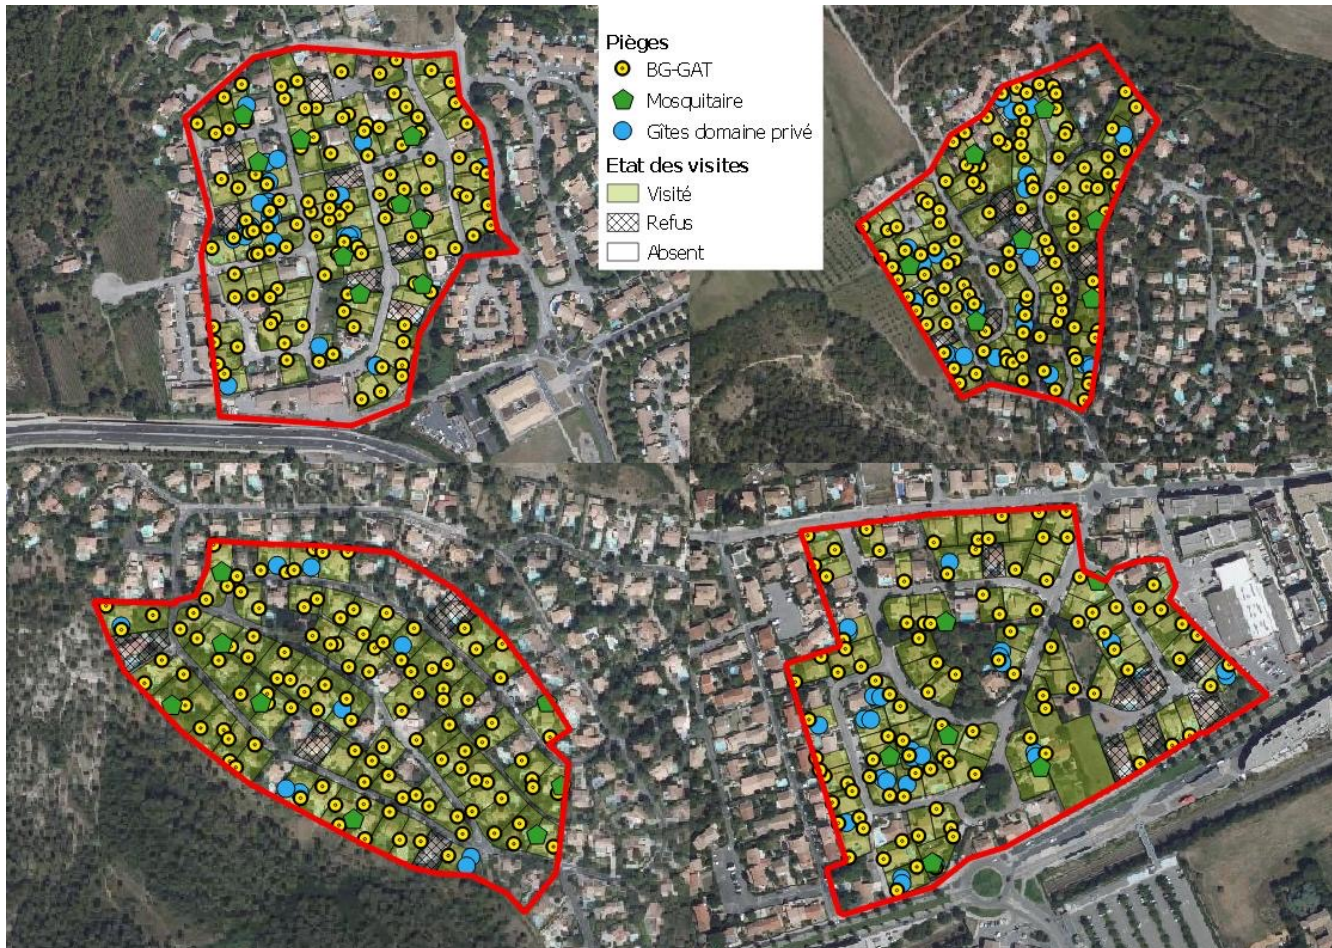 Pièges
BG-GAT
Mosquitaire
Gîtes domaine privé
Etat des visites
Visité
Refus
Absent